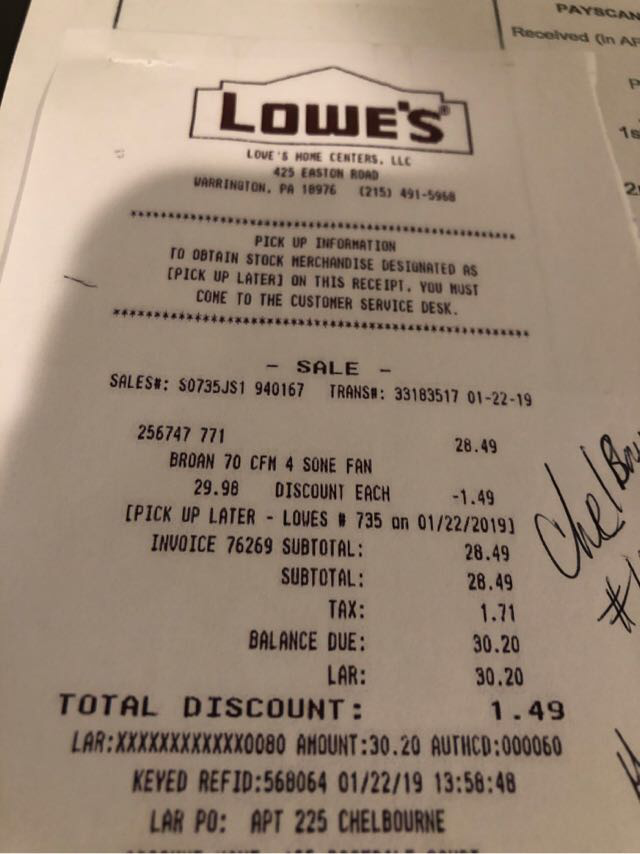 PAYSCAN
Received (in
LOWE'S®
LOWE'S HOME CENTERS, LLC
425 EASTON ROAD
WARRINGTON, PA 18976 (215) 491-5968
******************************************
PICK UP INFORMATION
TO OBTAIN STOCK MERCHANDISE DESIGNATED AS
[PICK UP LATER] ON THIS RECEIPT, YOU MUST
COME TO THE CUSTOMER SERVICE DESK.
******************************************
- SALE -
SALES#: S0735JS1 940167 TRANS#: 33183517 01-22-19
256747 771 28.49
BROAN 70 CFM 4 SONE FAN
29.98 DISCOUNT EACH -1.49
[PICK UP LATER - LOWES # 735 on 01/22/2019]
INVOICE 76269 SUBTOTAL: 28.49
SUBTOTAL: 28.49
TAX: 1.71
BALANCE DUE: 30.20
LAR: 30.20
TOTAL DISCOUNT: 1.49
LAR:XXXXXXXXXXXX0080 AMOUNT:30.20 AUTHCD:000060
KEYED REFID:568064 01/22/19 13:58:48
LAR PO: APT 225 CHELBOURNE